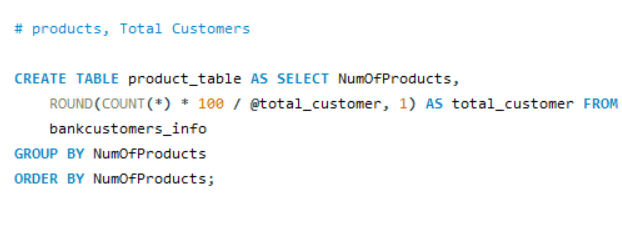 # products, Total Customers
CREATE TABLE product_table AS SELECT NumOfProducts,
ROUND(COUNT(*) * 100 / @total_customer, 1) AS total_customer FROM
bankcustomers_info
GROUP BY NumOfProducts
ORDER BY NumOfProducts;